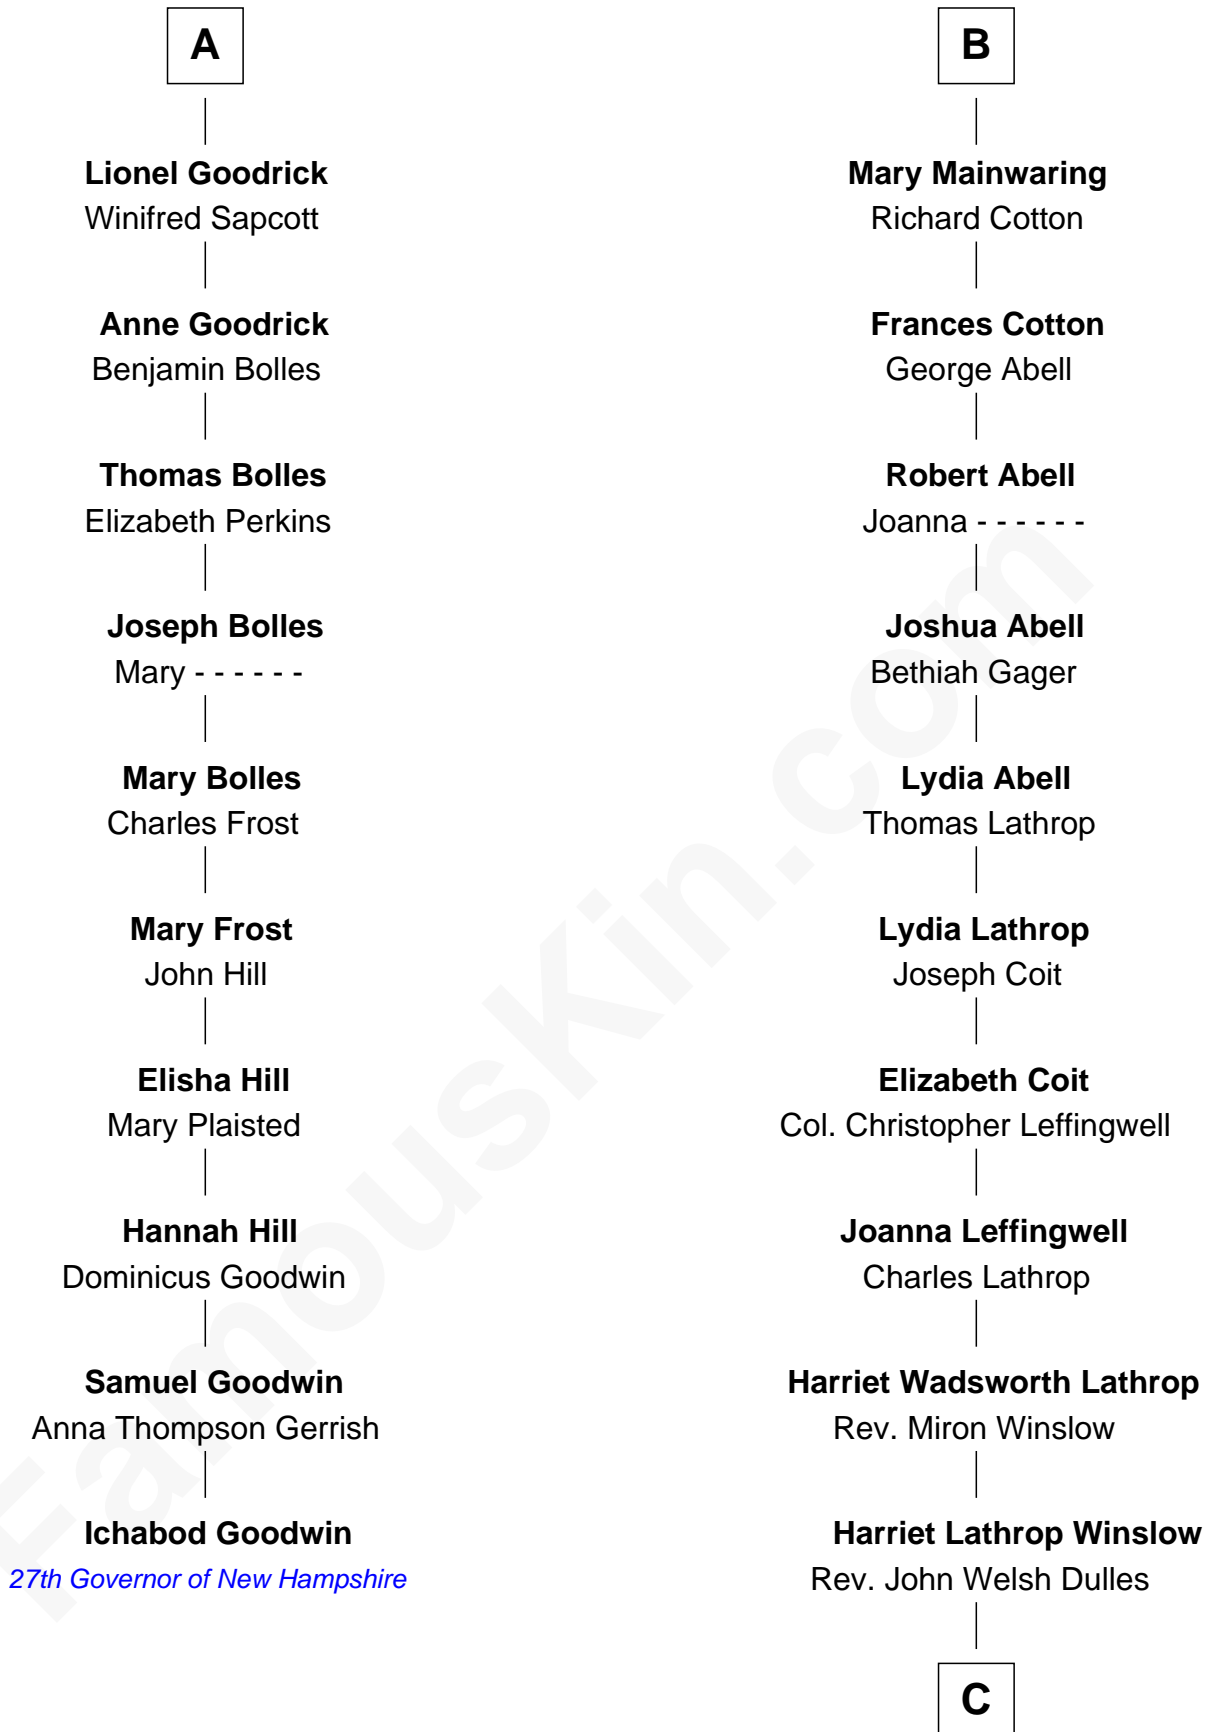 A
Lionel Goodrick
Winifred Sapcott
Anne Goodrick
Benjamin Bolles
Thomas Bolles
Elizabeth Perkins
Joseph Bolles
Mary - - - - - -
Mary Bolles
Charles Frost
Mary Frost
John Hill
Elisha Hill
Mary Plaisted
Hannah Hill
Dominicus Goodwin
Samuel Goodwin
Anna Thompson Gerrish
Ichabod Goodwin
27th Governor of New Hampshire
B
Mary Mainwaring
Richard Cotton
Frances Cotton
George Abell
Robert Abell
Joanna - - - - - -
Joshua Abell
Bethiah Gager
Lydia Abell
Thomas Lathrop
Lydia Lathrop
Joseph Coit
Elizabeth Coit
Col. Christopher Leffingwell
Joanna Leffingwell
Charles Lathrop
Harriet Wadsworth Lathrop
Rev. Miron Winslow
Harriet Lathrop Winslow
Rev. John Welsh Dulles
C
FamousKin.com